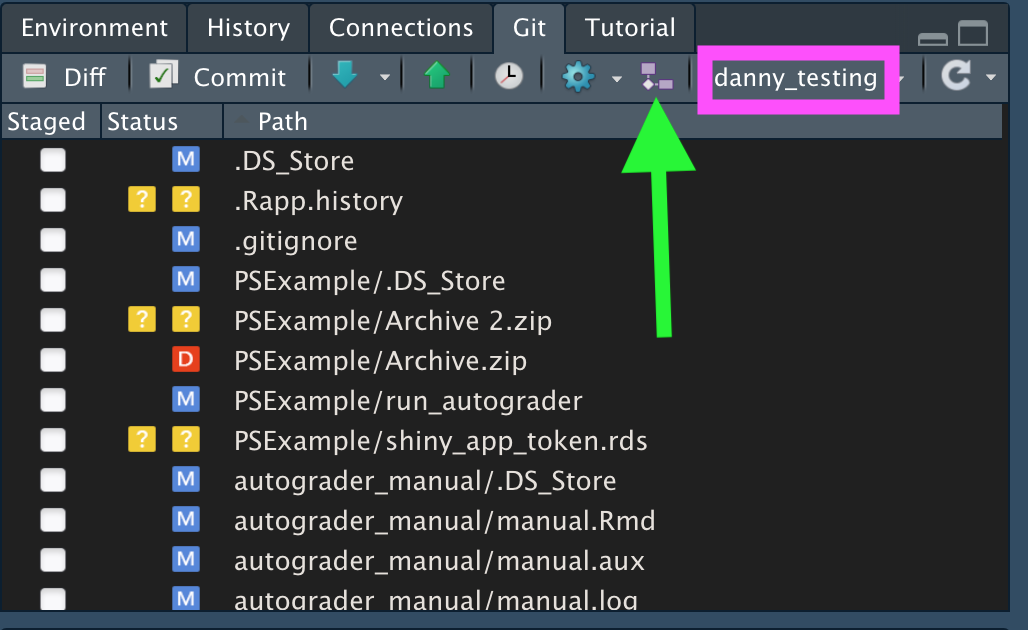 Environment History Connections Git Tutorial
Diff Commit danny_testing
Staged Status Path
M .DS_Store
? ? .Rapp.history
M .gitignore
M PSExample/.DS_Store
? ? PSExample/Archive 2.zip
D PSExample/Archive.zip
M PSExample/run_autograder
? ? PSExample/shiny_app_token.rds
M autograder_manual/.DS_Store
M autograder_manual/manual.Rmd
M autograder_manual/manual.aux
M autograder_manual/manual.log